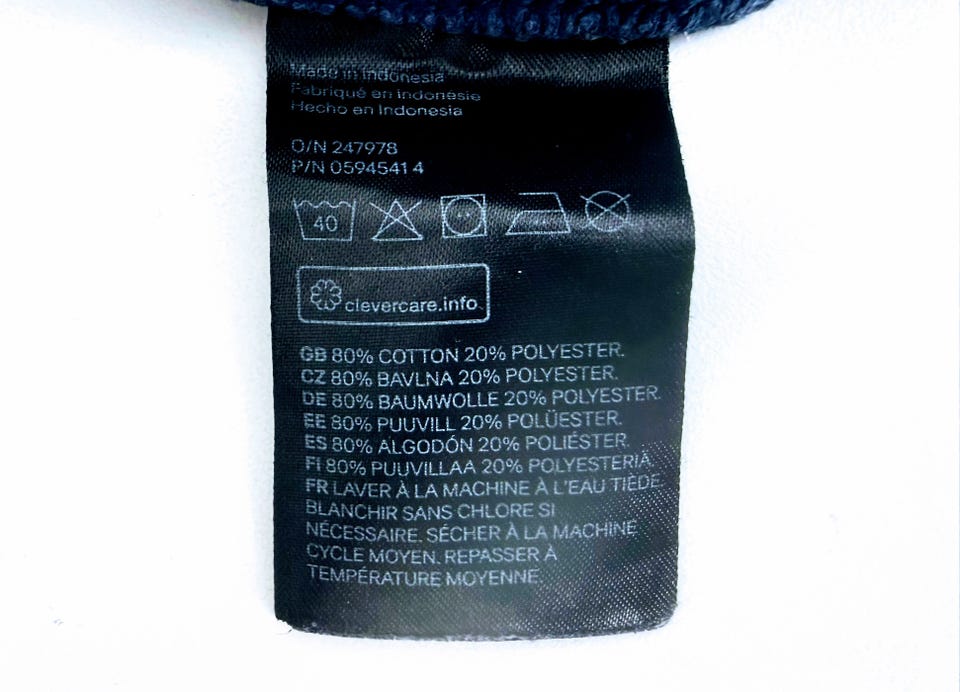 Made in Indonesia
Fabriqué en Indonésie
Hecho en Indonesia
O/N 247978
P/N 0594541 4
40
clevercare.info
GB 80% COTTON 20% POLYESTER.
CZ 80% BAVLNA 20% POLYESTER.
DE 80% BAUMWOLLE 20% POLYESTER.
EE 80% PUUVILL 20% POLÜESTER.
ES 80% ALGODÓN 20% POLIÉSTER.
FI 80% PUUVILLAA 20% POLYESTERIÄ.
FR LAVER À LA MACHINE À L'EAU TIÈDE.
BLANCHIR SANS CHLORE SI
NÉCESSAIRE. SÉCHER À LA MACHINE
CYCLE MOYEN. REPASSER À
TEMPÉRATURE MOYENNE.